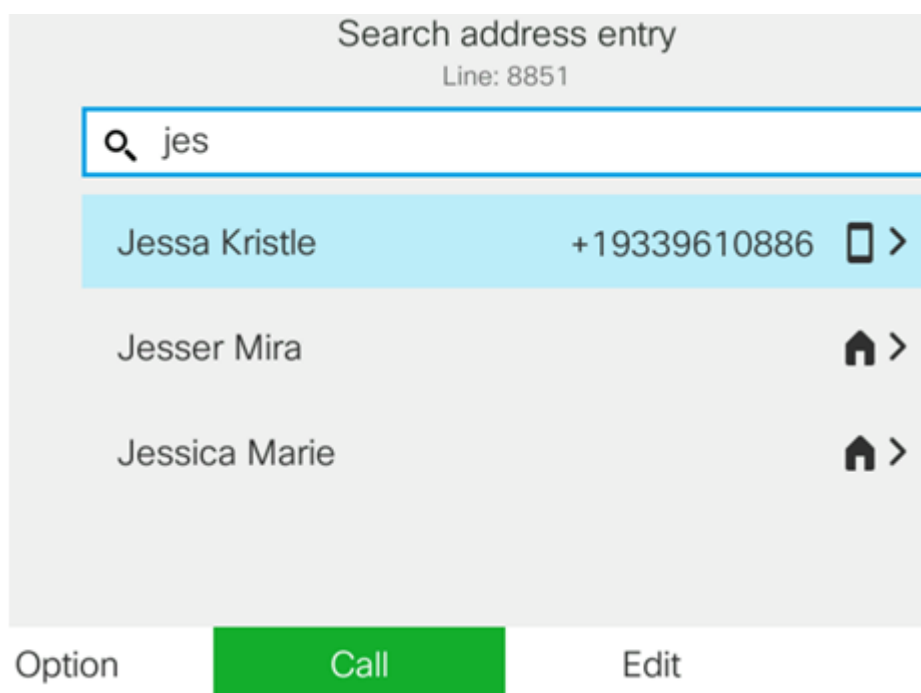 Search address entry
Line: 8851
jes
Jessa Kristle +19339610886
Jesser Mira
Jessica Marie
Option Call Edit